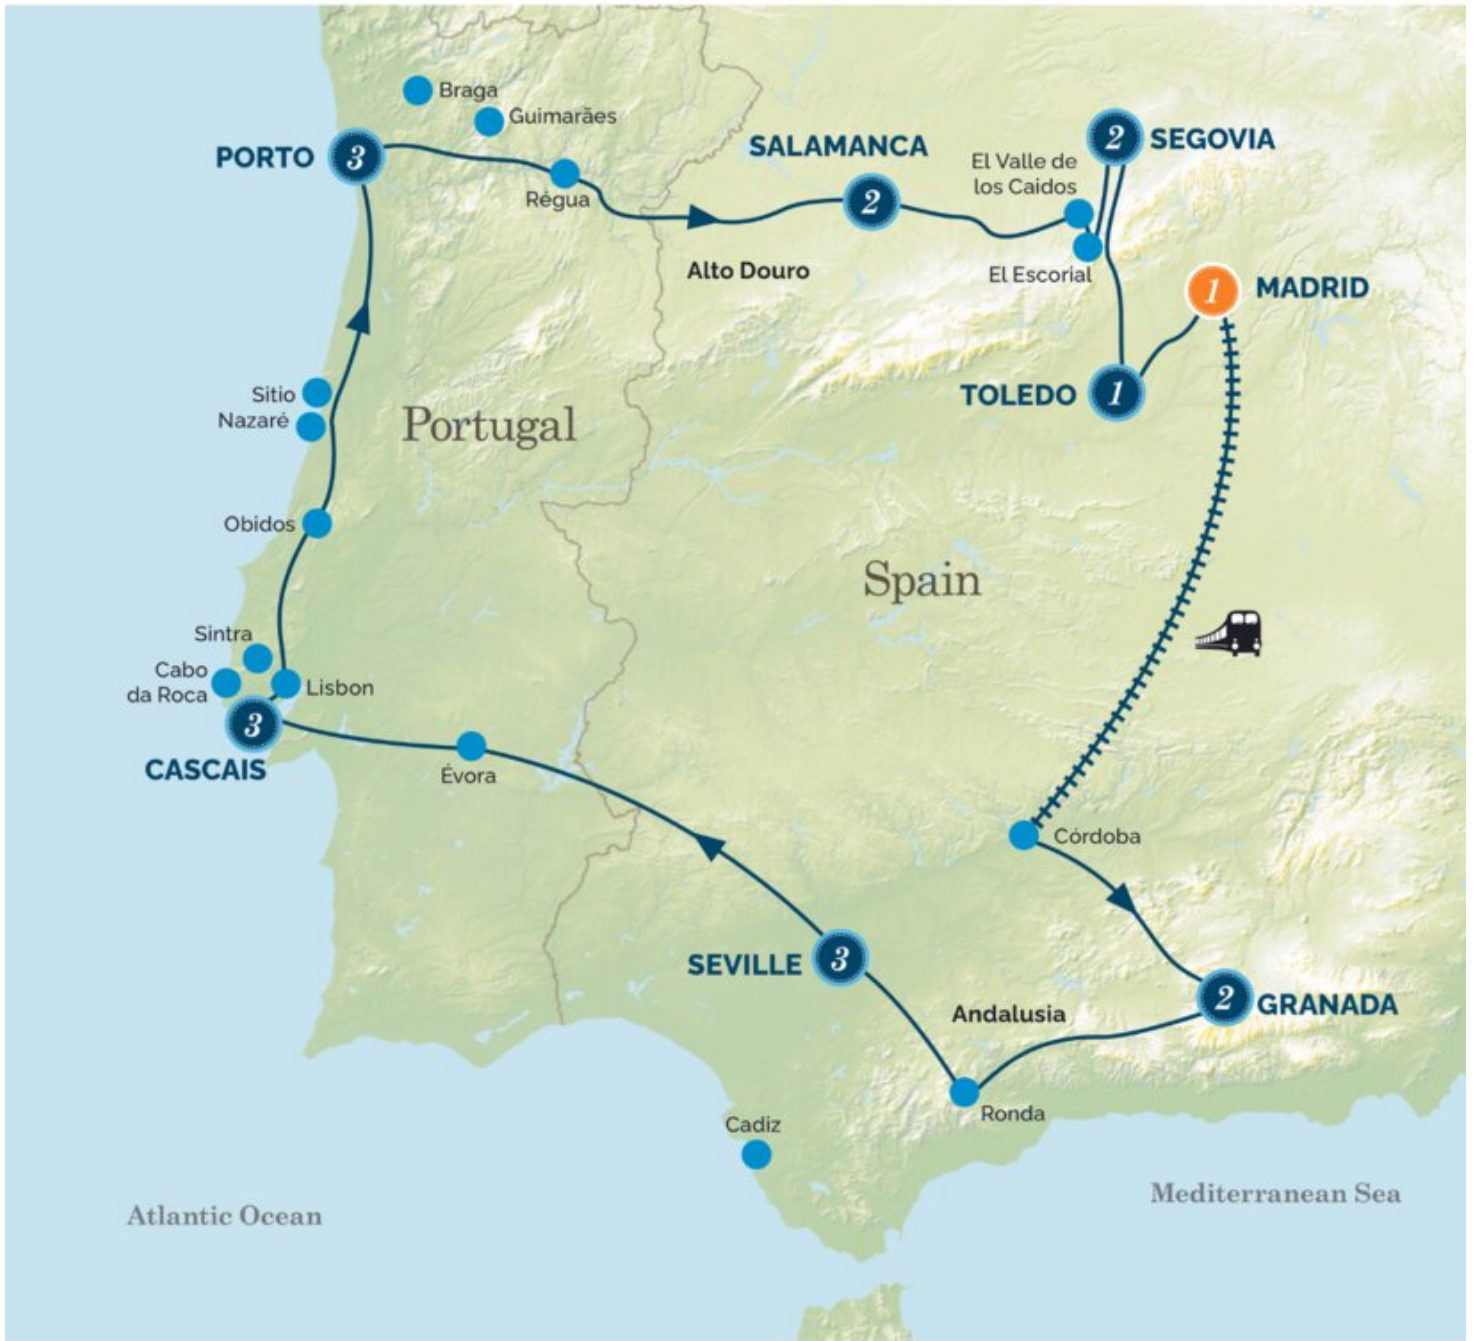 Braga
Guimarães
PORTO
3
Régua
SALAMANCA
2
El Valle de
los Caidos
2
SEGOVIA
El Escorial
Alto Douro
1
MADRID
TOLEDO
1
Sitio
Nazaré
Portugal
Obidos
Spain
Sintra
Cabo
da Roca
Lisbon
3
CASCAIS
Évora
Córdoba
SEVILLE
3
Andalusia
2
GRANADA
Ronda
Cadiz
Atlantic Ocean
Mediterranean Sea